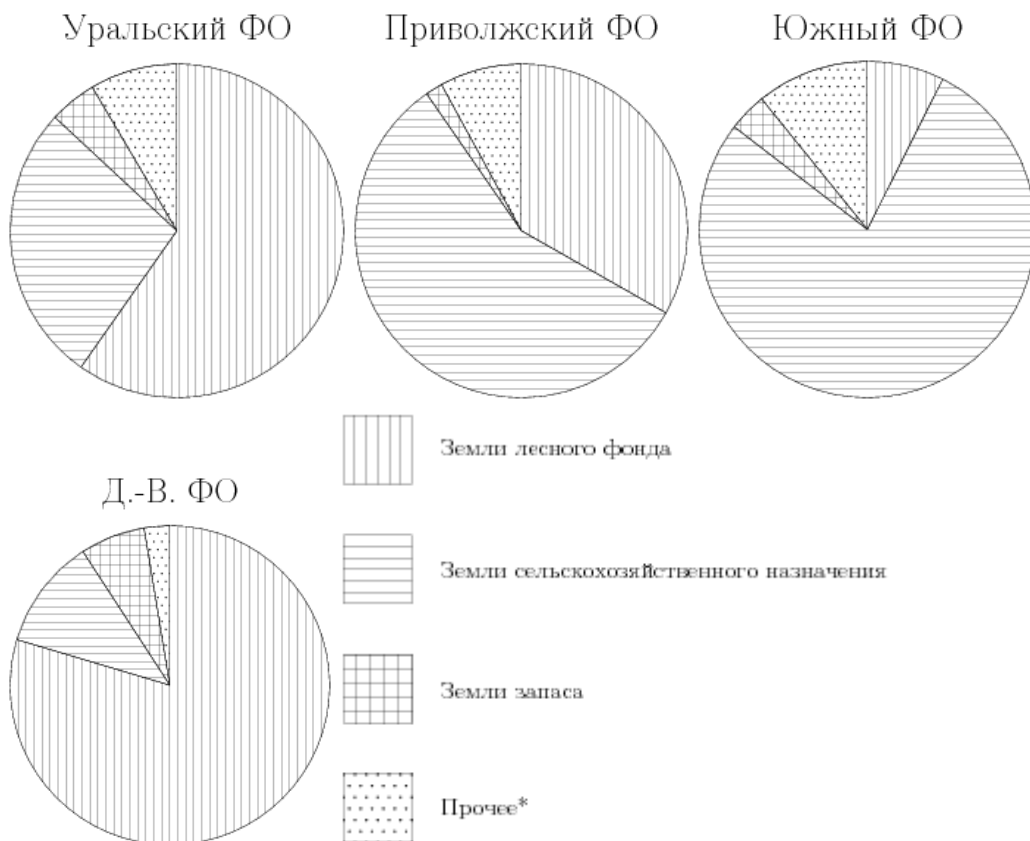 Уральский ФО
Приволжский ФО
Южный ФО
Земли лесного фонда
Д.-В. ФО
Земли сельскохозяйственного назначения
Земли запаса
Прочее*